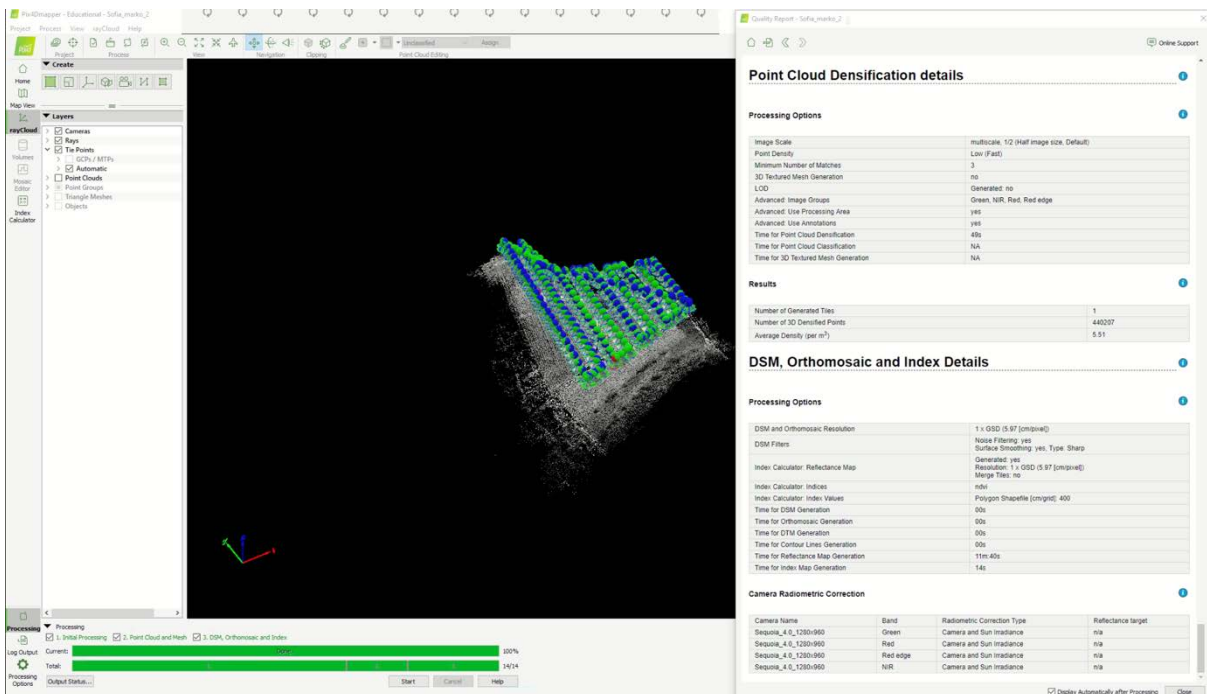 Pix4Dmapper - Educational - Sofia_marko_2
Project Process View rayCloud Help
Project
Process
View
Navigation
Clipping
Point Cloud Editing
Unclassified
Assign
Home
Map View
rayCloud
Volumes
Mosaic
Editor
Index
Calculator
Create
Layers
Cameras
Rays
Tie Points
GCPs / MTPs
Automatic
Point Clouds
Point Groups
Triangle Meshes
Objects
Processing
Log Output
Processing
Options
Processing
1. Initial Processing 2. Point Cloud and Mesh 3. DSM, Orthomosaic and Index
Current: Done 100%
Total: 14/14
Output Status... Start Cancel Help
Quality Report - Sofia_marko_2
Online Support
Point Cloud Densification details
Processing Options
Image Scale multiscale, 1/2 (Half image size, Default)
Point Density Low (Fast)
Minimum Number of Matches 3
3D Textured Mesh Generation no
LOD Generated: no
Advanced: Image Groups Green, NIR, Red, Red edge
Advanced: Use Processing Area yes
Advanced: Use Annotations yes
Time for Point Cloud Densification 49s
Time for Point Cloud Classification NA
Time for 3D Textured Mesh Generation NA
Results
Number of Generated Tiles 1
Number of 3D Densified Points 440207
Average Density (per m³) 5.51
DSM, Orthomosaic and Index Details
Processing Options
DSM and Orthomosaic Resolution 1 x GSD (5.97 [cm/pixel])
DSM Filters Noise Filtering: yes
Surface Smoothing: yes, Type: Sharp
Index Calculator: Reflectance Map Generated: yes
Resolution: 1 x GSD (5.97 [cm/pixel])
Merge Tiles: no
Index Calculator: Indices ndvi
Index Calculator: Index Values Polygon Shapefile [cm/grid]: 400
Time for DSM Generation 00s
Time for Orthomosaic Generation 00s
Time for DTM Generation 00s
Time for Contour Lines Generation 00s
Time for Reflectance Map Generation 11m:40s
Time for Index Map Generation 14s
Camera Radiometric Correction
Camera Name Band Radiometric Correction Type Reflectance target
Sequoia_4.0_1280x960 Green Camera and Sun Irradiance n/a
Sequoia_4.0_1280x960 Red Camera and Sun Irradiance n/a
Sequoia_4.0_1280x960 Red edge Camera and Sun Irradiance n/a
Sequoia_4.0_1280x960 NIR Camera and Sun Irradiance n/a
Display Automatically after Processing Close